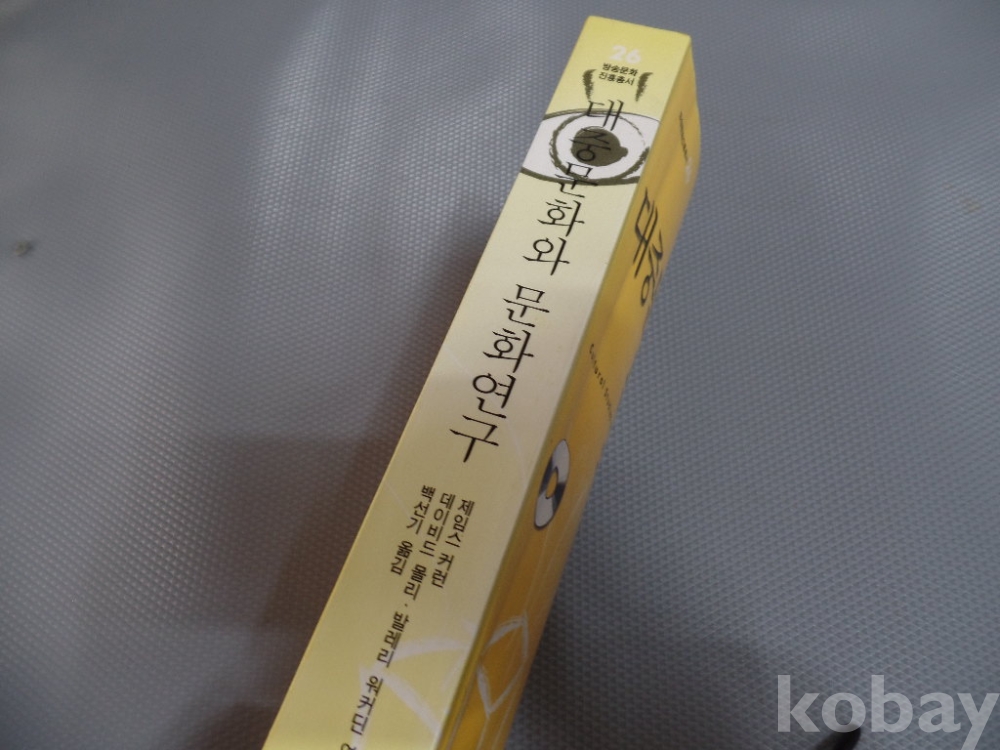 26
방송문화
진흥총서
대중문화와 문화연구
제임스 커런
데이비드 몰리 · 발레리 워커딘
백선기 옮김
대중
kobay